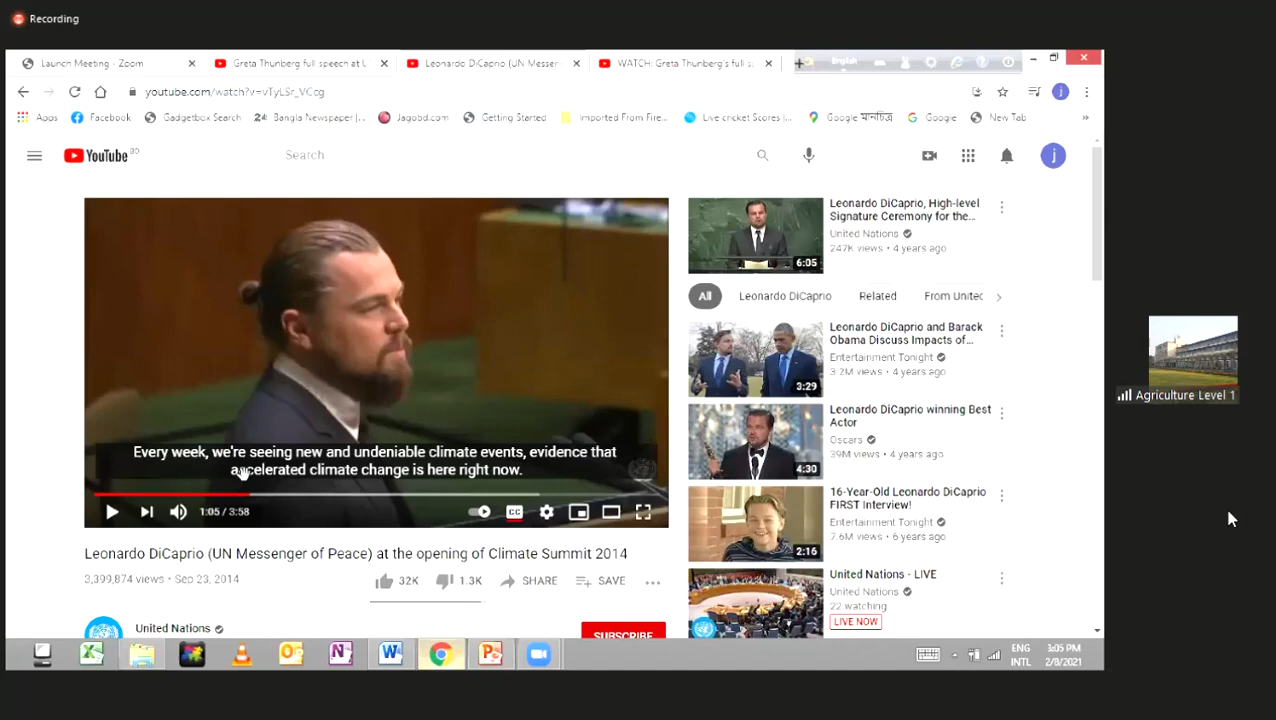 Recording
Launch Meeting - Zoom
Greta Thunberg full speech at U
Leonardo DiCaprio (UN Messen
WATCH: Greta Thunberg's full s
English
youtube.com/watch?v=vTyLSr_VCcg
Apps
Facebook
Gadgetbox Search
Bangla Newspaper |...
Jagobd.com
Getting Started
Imported From Fire...
Live cricket Scores |...
Google মানচিত্র
Google
New Tab
»
YouTube BD
Search
j
Every week, we're seeing new and undeniable climate events, evidence that
accelerated climate change is here right now.
1:05 / 3:58
CC
Leonardo DiCaprio (UN Messenger of Peace) at the opening of Climate Summit 2014
3,399,874 views • Sep 23, 2014
32K
1.3K
SHARE
SAVE
United Nations
SUBSCRIBE
Leonardo DiCaprio, High-level
Signature Ceremony for the...
United Nations
247K views • 4 years ago
6:05
All
Leonardo DiCaprio
Related
From United
Leonardo DiCaprio and Barack
Obama Discuss Impacts of...
Entertainment Tonight
3.2M views • 4 years ago
3:29
Leonardo DiCaprio winning Best
Actor
Oscars
39M views • 4 years ago
4:30
16-Year-Old Leonardo DiCaprio
FIRST Interview!
Entertainment Tonight
7.6M views • 6 years ago
2:16
United Nations - LIVE
United Nations
22 watching
LIVE NOW
Agriculture Level 1
ENG
INTL
3:05 PM
2/8/2021